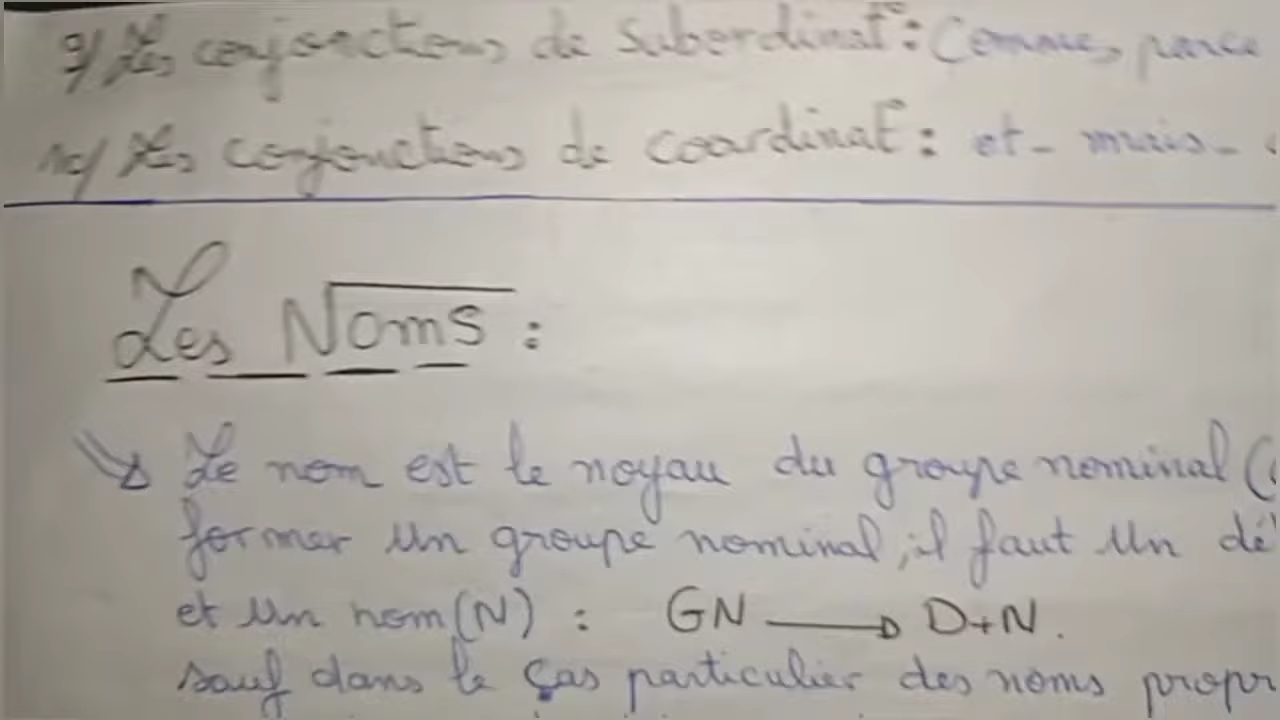 9/ Les conjonctions de subordinat°: Comme, parce
10/ Les conjonctions de coordinat°: et - mais -
Les Noms :
Le nom est le noyau du groupe nominal (
former un groupe nominal, il faut un dé
et un nom (N) : GN → D+N.
sauf dans le cas particulier des noms propr